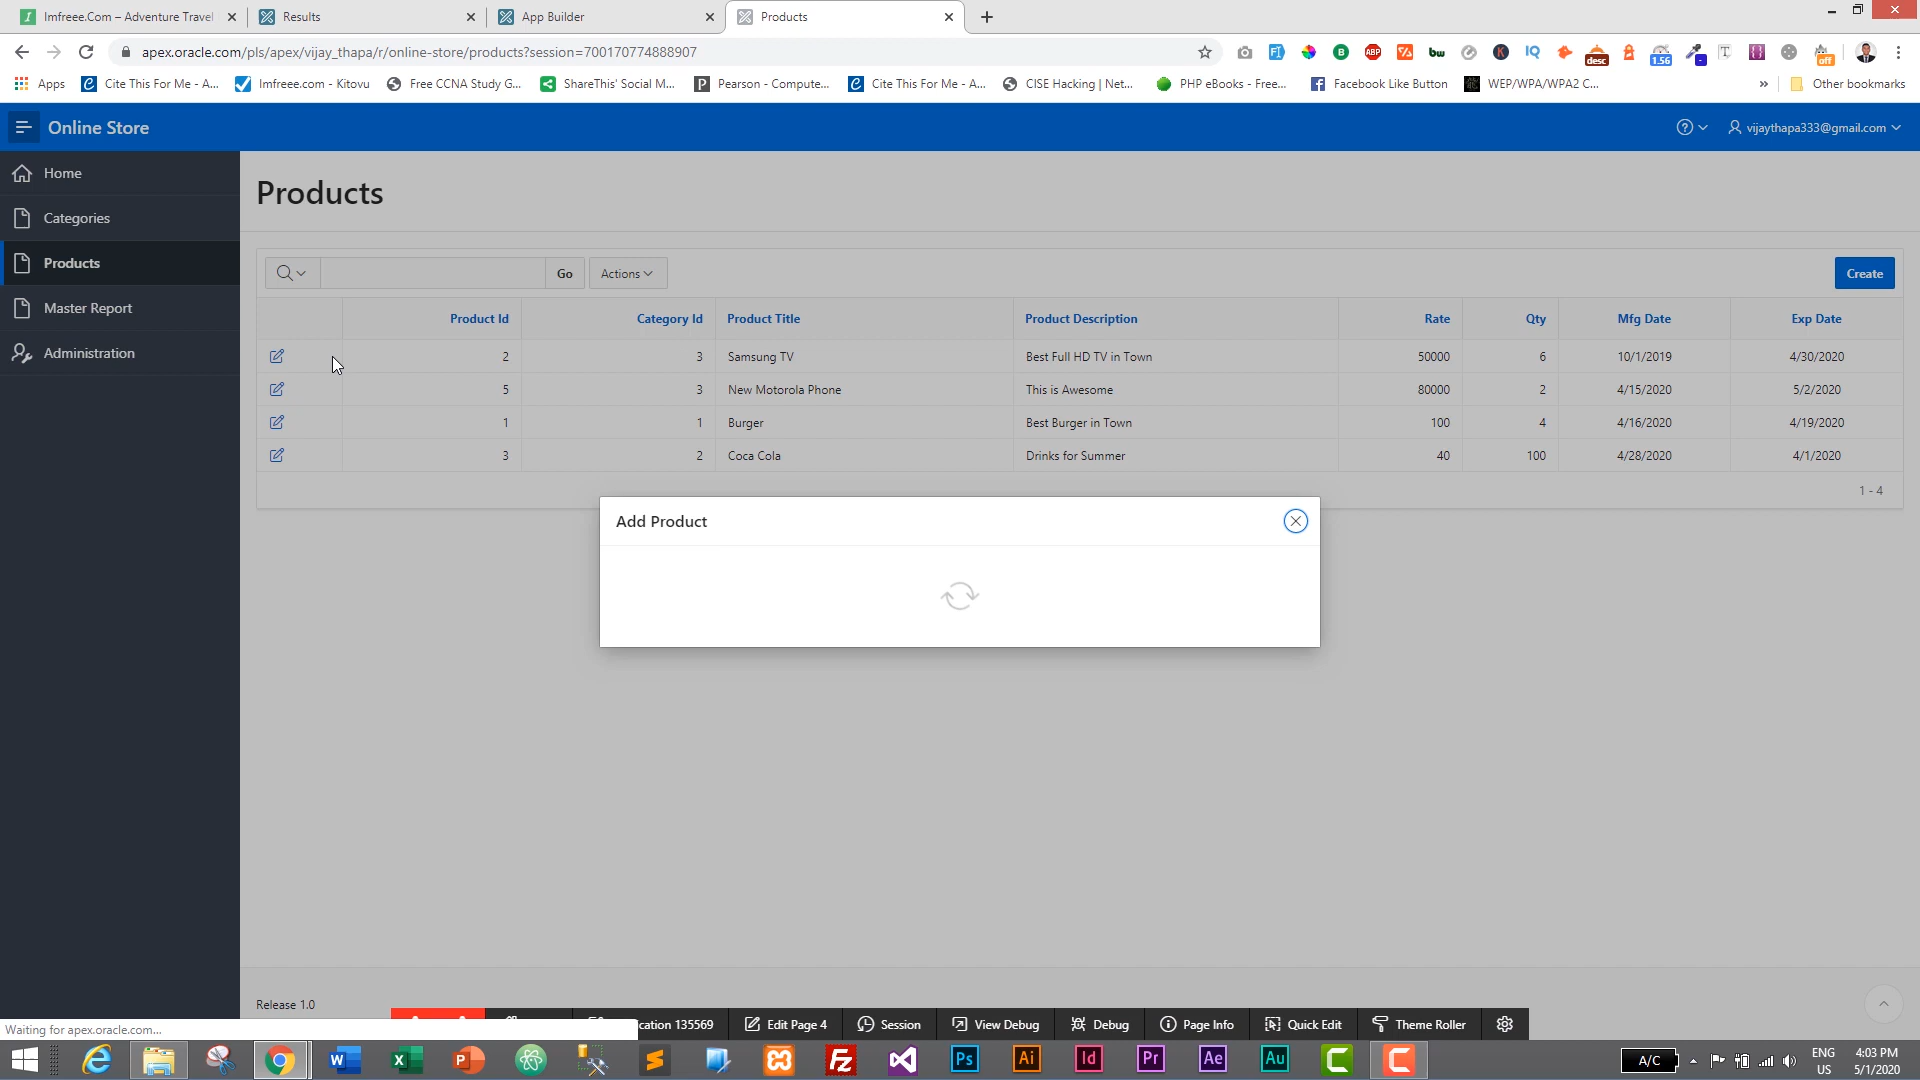 Imfreee.Com – Adventure Travel
Results
App Builder
Products
apex.oracle.com/pls/apex/vijay_thapa/r/online-store/products?session=700170774888907
Apps
Cite This For Me - A...
Imfreee.com - Kitovu
Free CCNA Study G...
ShareThis' Social M...
Pearson - Compute...
Cite This For Me - A...
CISE Hacking | Net...
PHP eBooks - Free...
Facebook Like Button
WEP/WPA/WPA2 C...
Other bookmarks
Online Store
vijaythapa333@gmail.com
Home
Categories
Products
Master Report
Administration
Products
Go
Actions
Create
Product Id Category Id Product Title Product Description Rate Qty Mfg Date Exp Date
2 3 Samsung TV Best Full HD TV in Town 50000 6 10/1/2019 4/30/2020
5 3 New Motorola Phone This is Awesome 80000 2 4/15/2020 5/2/2020
1 1 Burger Best Burger in Town 100 4 4/16/2020 4/19/2020
3 2 Coca Cola Drinks for Summer 40 100 4/28/2020 4/1/2020
1 - 4
Add Product
Release 1.0
Waiting for apex.oracle.com...
cation 135569
Edit Page 4
Session
View Debug
Debug
Page Info
Quick Edit
Theme Roller
A/C
ENG
US
4:03 PM
5/1/2020